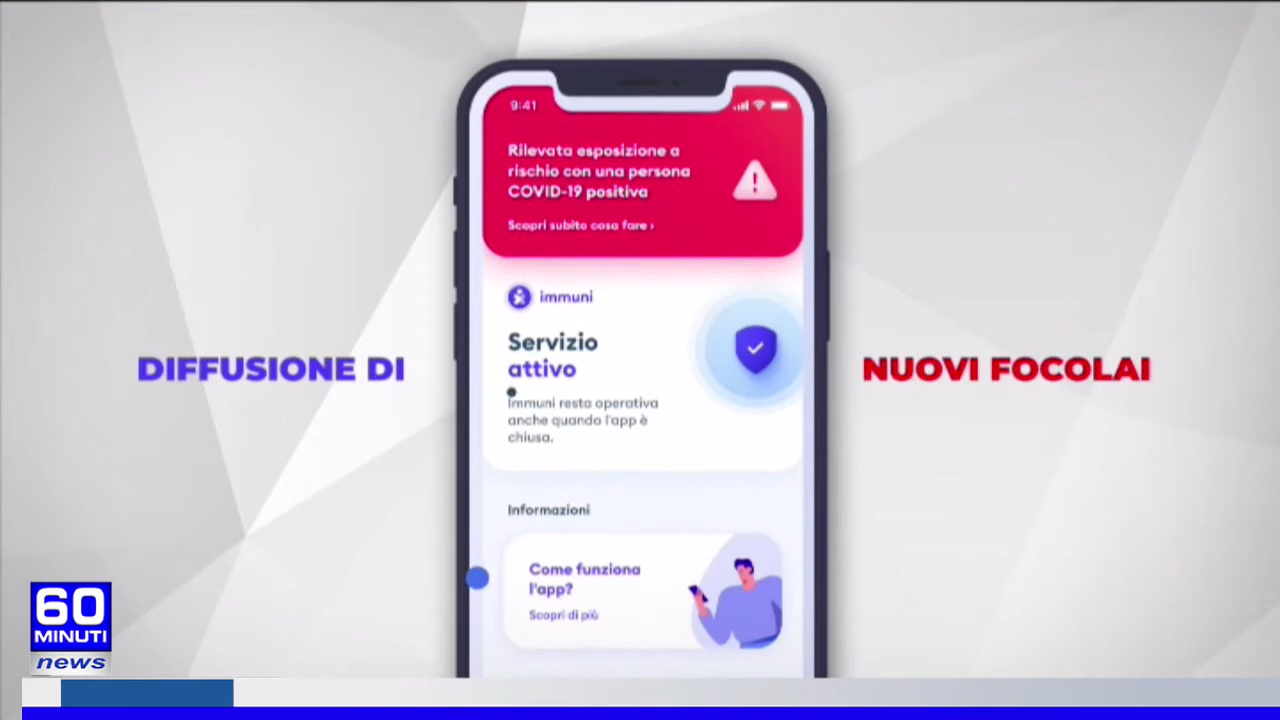 9:41
Rilevata esposizione a
rischio con una persona
COVID-19 positiva
Scopri subito cosa fare ›
immuni
Servizio
attivo
Immuni resta operativa
anche quando l'app è
chiusa.
DIFFUSIONE DI
NUOVI FOCOLAI
Informazioni
Come funziona
l'app?
Scopri di più
60
MINUTI
news